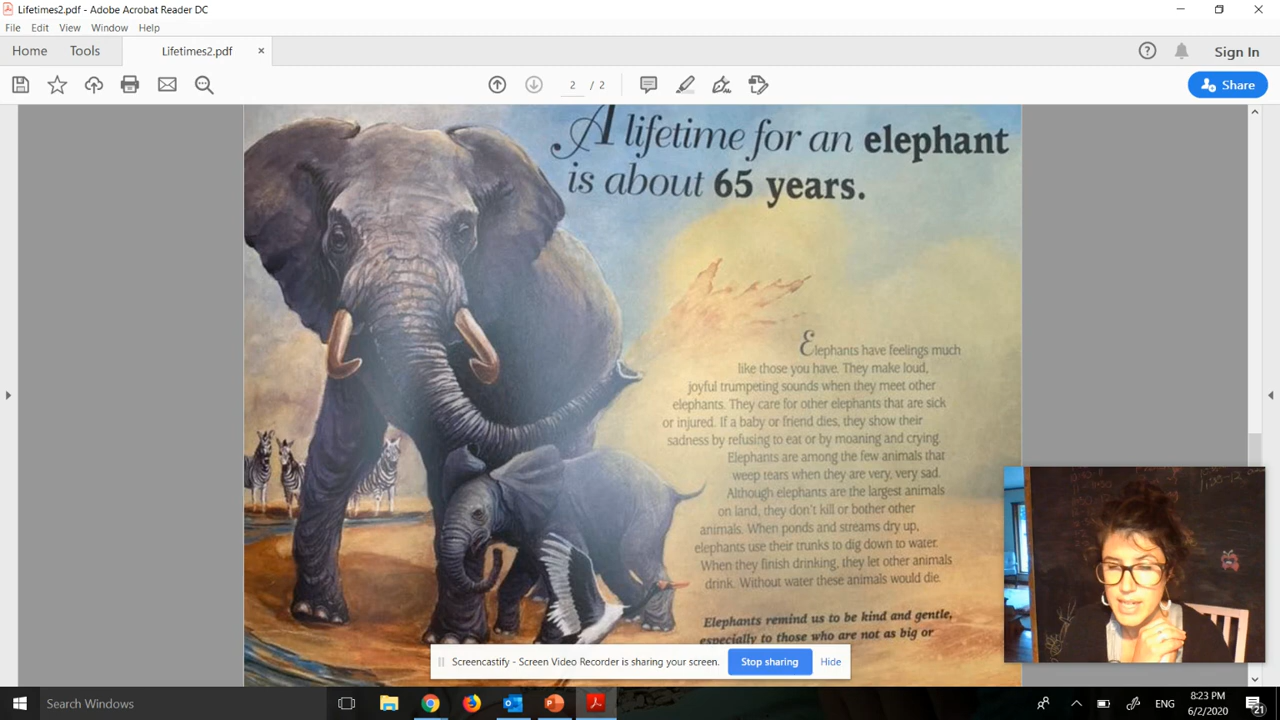 Lifetimes2.pdf - Adobe Acrobat Reader DC
File Edit View Window Help
Home Tools Lifetimes2.pdf × Sign In
2 / 2 Share
A lifetime for an elephant
is about 65 years.
Elephants have feelings much
like those you have. They make loud,
joyful trumpeting sounds when they meet other
elephants. They care for other elephants that are sick
or injured. If a baby or friend dies, they show their
sadness by refusing to eat or by moaning and crying.
Elephants are among the few animals that
weep tears when they are very, very sad.
Although elephants are the largest animals
on land, they don't kill or bother other
animals. When ponds and streams dry up,
elephants use their trunks to dig down to water.
When they finish drinking, they let other animals
drink. Without water these animals would die.
Elephants remind us to be kind and gentle,
especially to those who are not as big or
Screencastify - Screen Video Recorder is sharing your screen. Stop sharing Hide
Search Windows
ENG
8:23 PM
6/2/2020
21